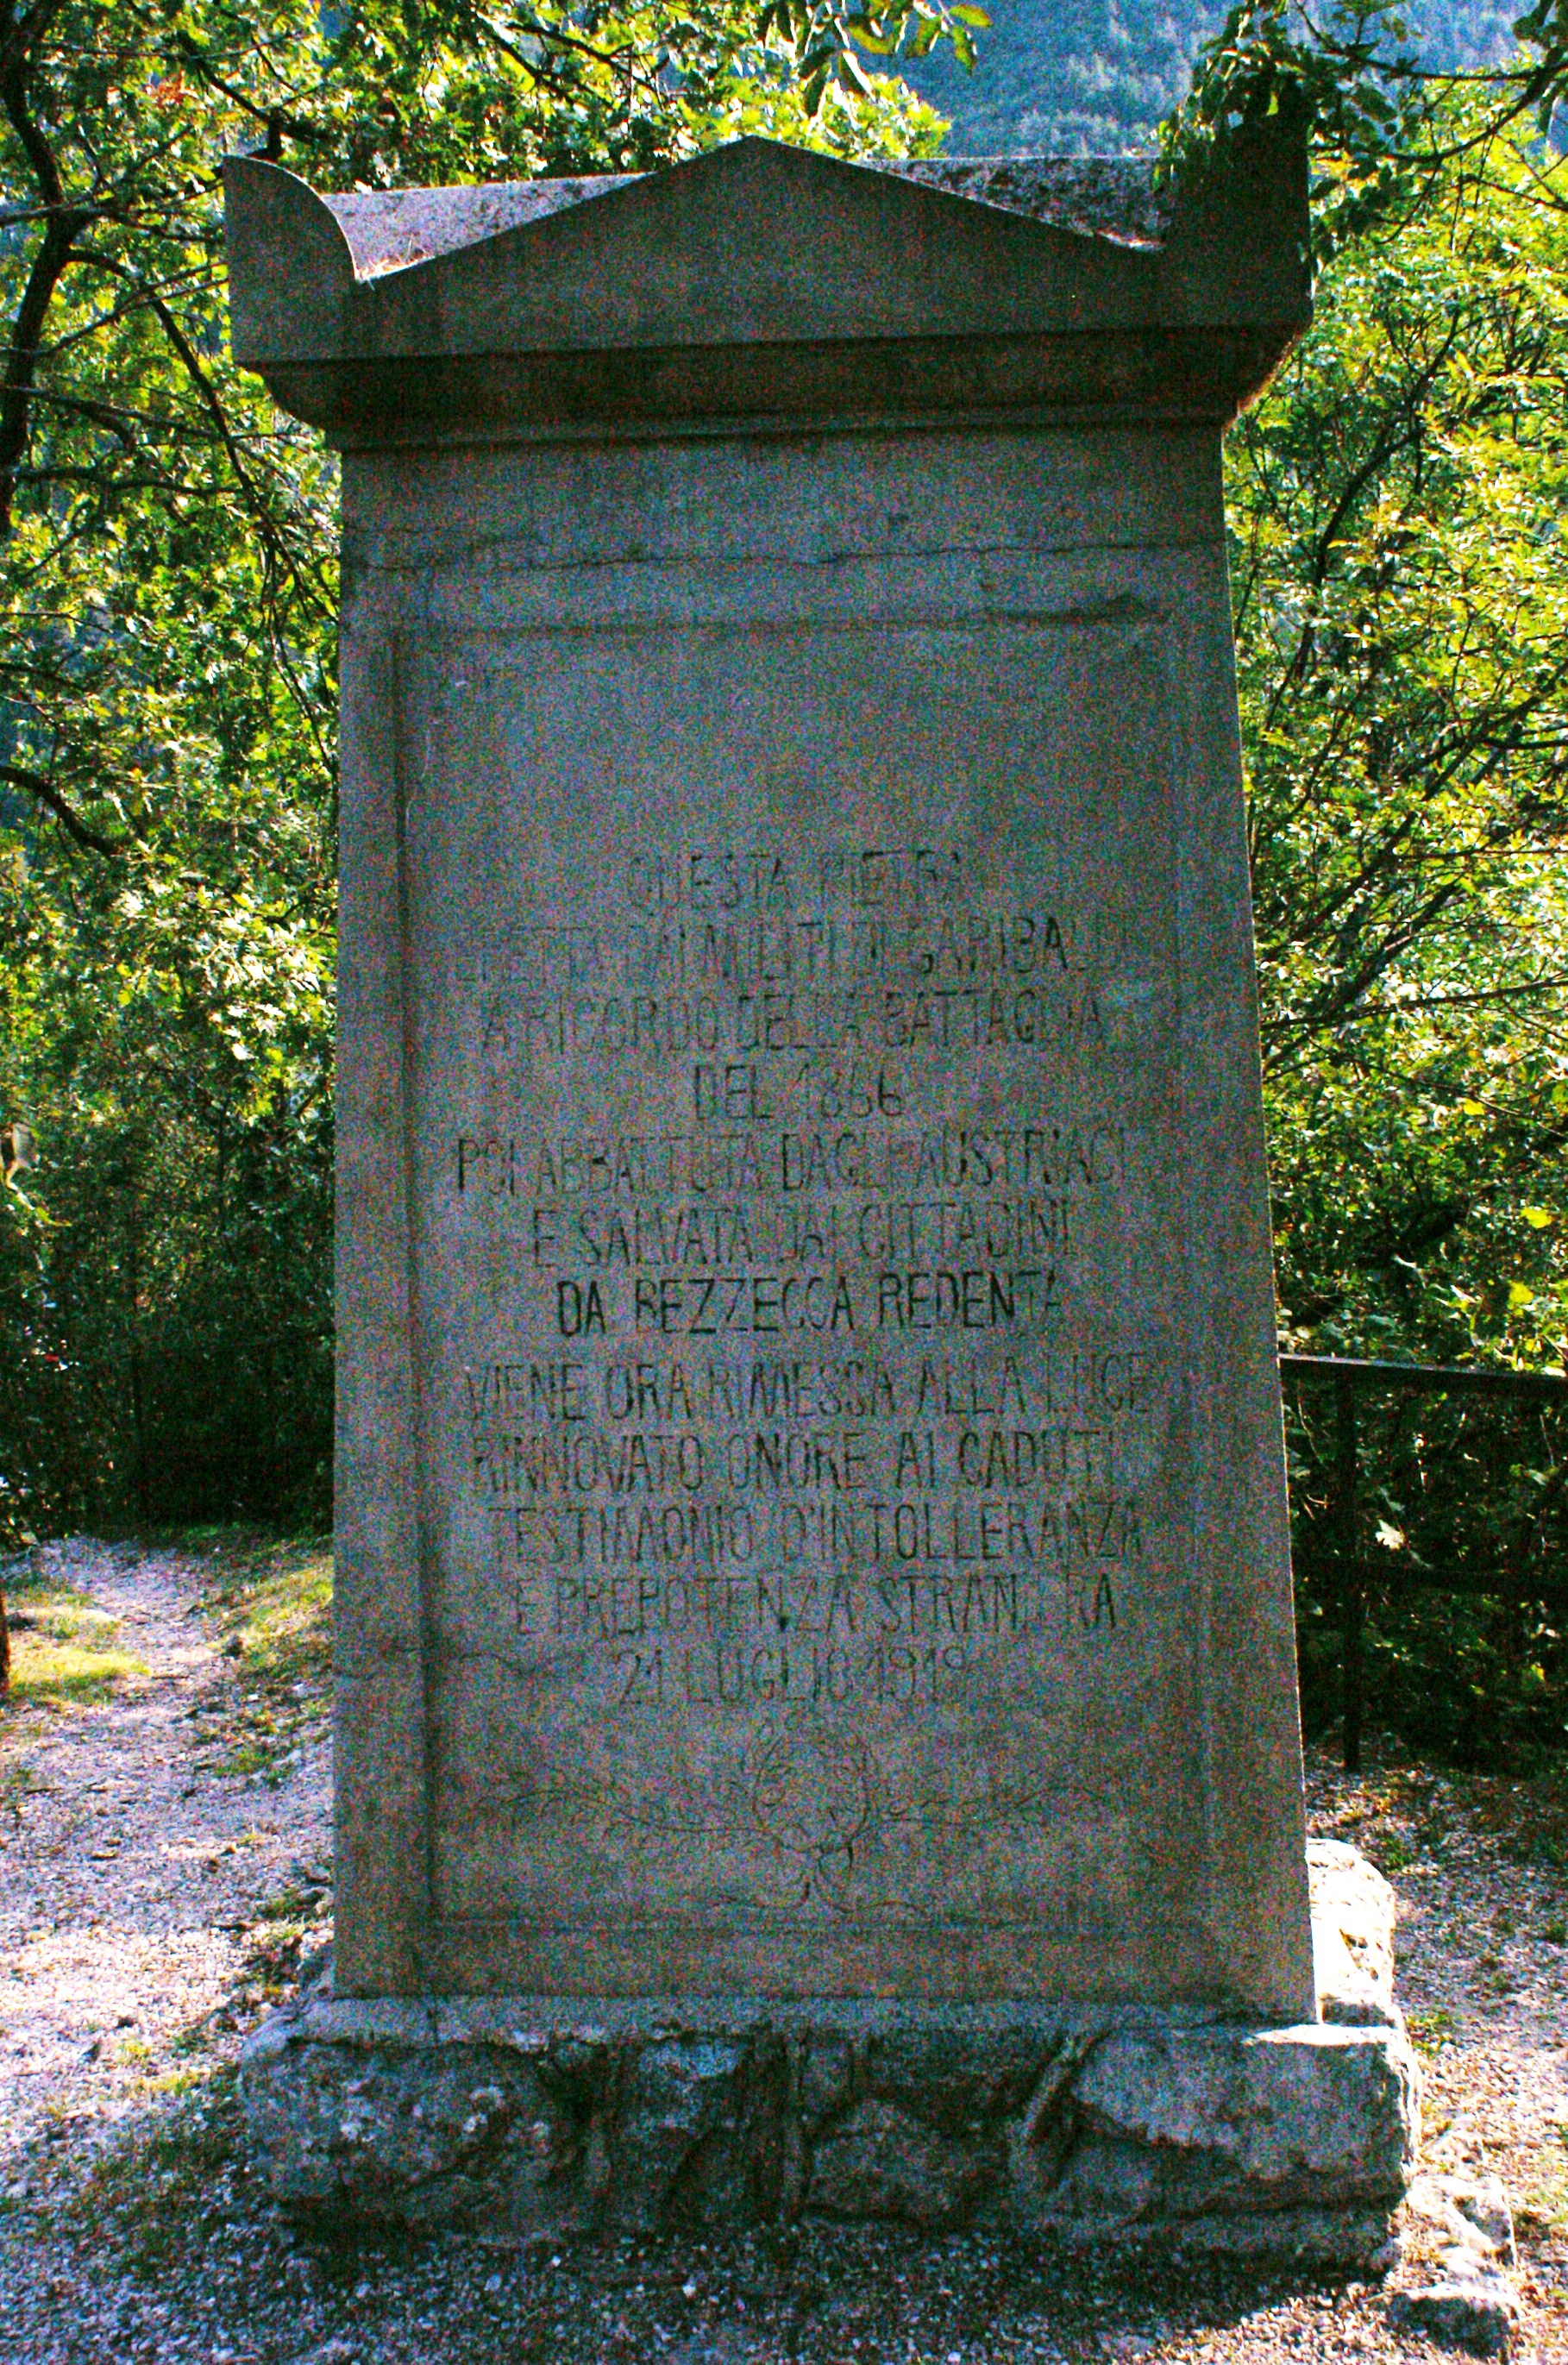 QUESTA PIETRA
ERETTA DAI MILITI DI GARIBALDI
A RICORDO DELLA BATTAGLIA
DEL 1866
POI ABBATTUTA DAGLI AUSTRIACI
E SALVATA DAI CITTADINI
DA BEZZECCA REDENTA
VIENE ORA RIMESSA ALLA LUCE
RINNOVATO ONORE AI CADUTI
TESTIMONIO D'INTOLLERANZA
E PREPOTENZA STRANIERA
21 LUGLIO 1919